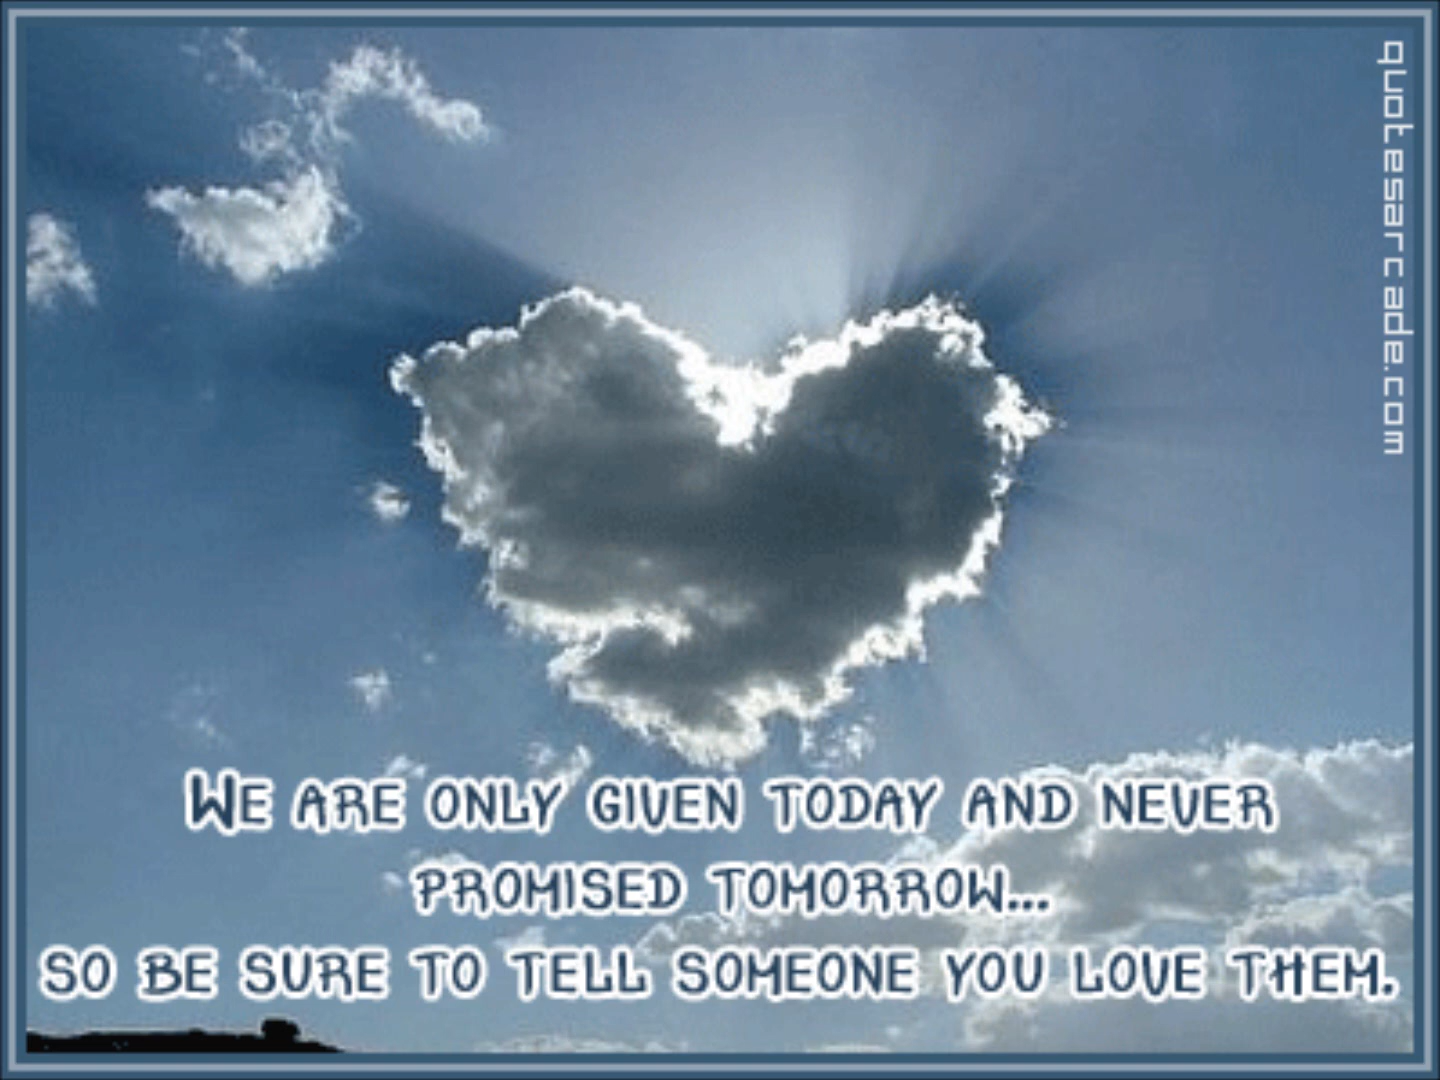 quotesarcade.com
We are only given today and never
promised tomorrow...
so be sure to tell someone you love them.